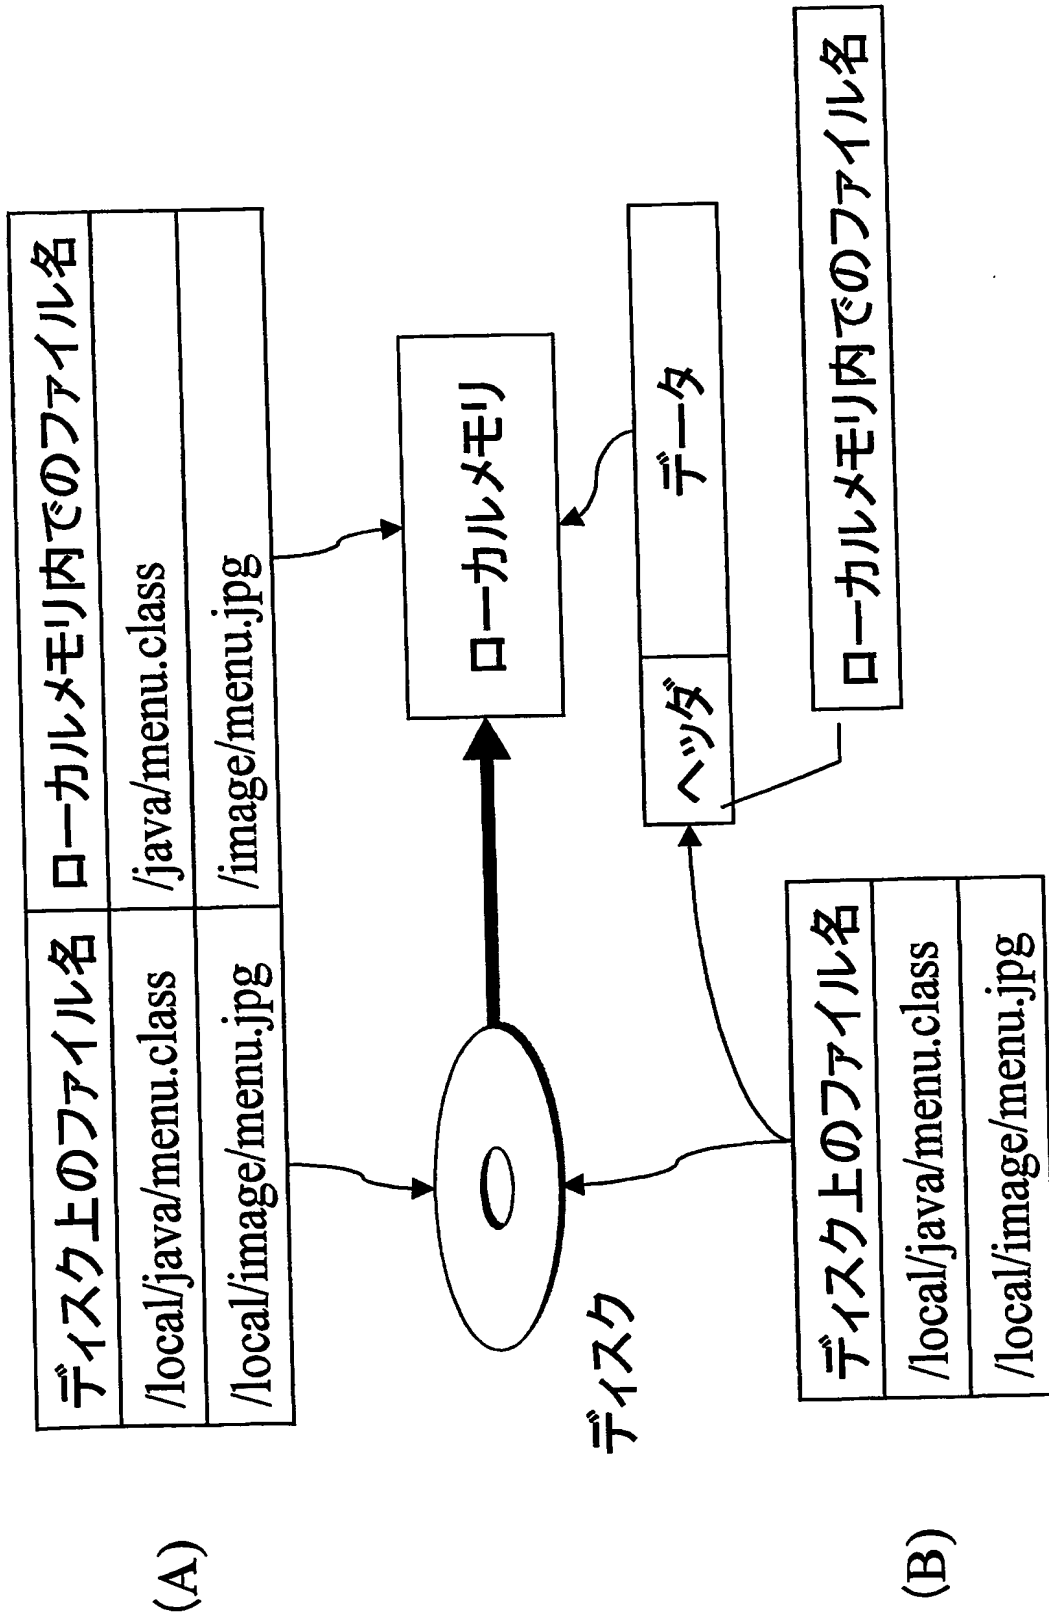 (A)
ディスク上のファイル名
ローカルメモリ内でのファイル名
/local/java/menu.class
/java/menu.class
/local/image/menu.jpg
/image/menu.jpg
ディスク
ローカルメモリ
ヘッダ
データ
(B)
ディスク上のファイル名
/local/java/menu.class
/local/image/menu.jpg
ローカルメモリ内でのファイル名